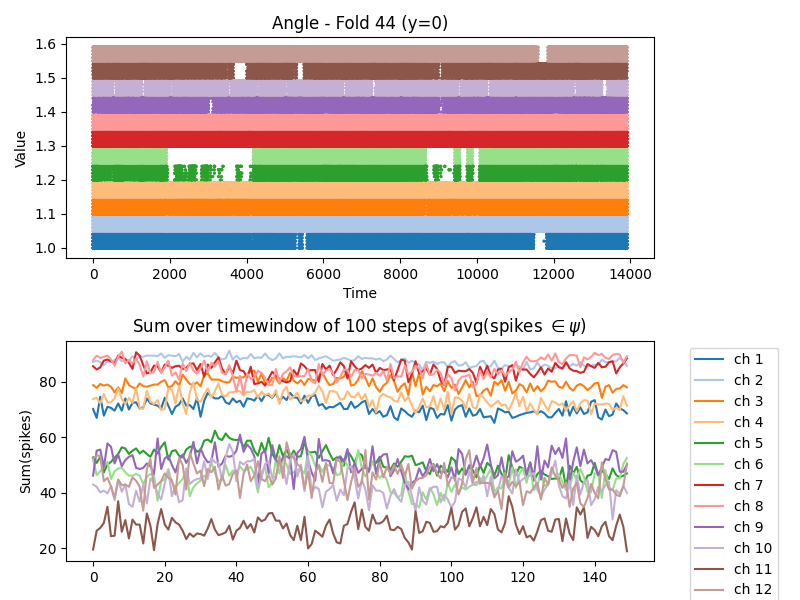 Angle - Fold 44 (y=0)
1.6
1.5
1.4
1.3
1.2
1.1
1.0
Value
0 2000 4000 6000 8000 10000 12000 14000
Time
Sum over timewindow of 100 steps of avg(spikes ∈ ψ)
80
60
40
20
Sum(spikes)
0 20 40 60 80 100 120 140
ch 1
ch 2
ch 3
ch 4
ch 5
ch 6
ch 7
ch 8
ch 9
ch 10
ch 11
ch 12